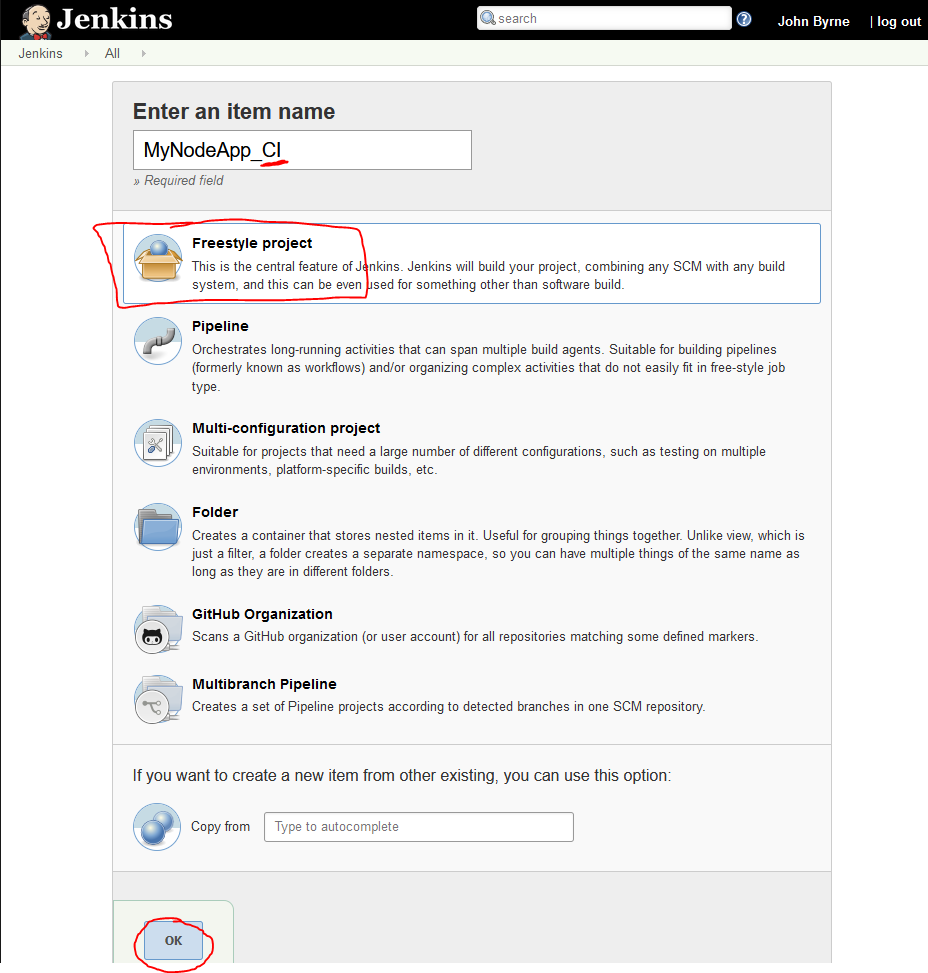 Jenkins
search
John Byrne | log out
Jenkins All
Enter an item name
MyNodeApp_CI
» Required field
Freestyle project
This is the central feature of Jenkins. Jenkins will build your project, combining any SCM with any build
system, and this can be even used for something other than software build.
Pipeline
Orchestrates long-running activities that can span multiple build agents. Suitable for building pipelines
(formerly known as workflows) and/or organizing complex activities that do not easily fit in free-style job
type.
Multi-configuration project
Suitable for projects that need a large number of different configurations, such as testing on multiple
environments, platform-specific builds, etc.
Folder
Creates a container that stores nested items in it. Useful for grouping things together. Unlike view, which is
just a filter, a folder creates a separate namespace, so you can have multiple things of the same name as
long as they are in different folders.
GitHub Organization
Scans a GitHub organization (or user account) for all repositories matching some defined markers.
Multibranch Pipeline
Creates a set of Pipeline projects according to detected branches in one SCM repository.
If you want to create a new item from other existing, you can use this option:
Copy from
Type to autocomplete
OK